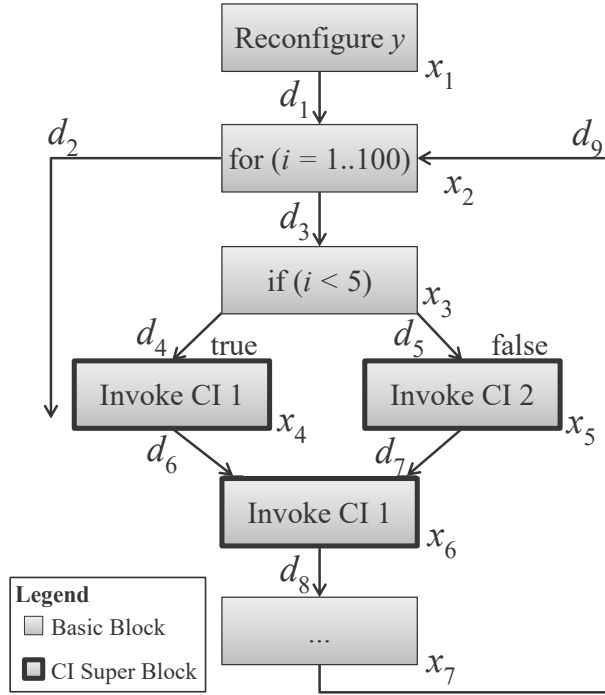 Reconfigure y
x₁
d₁
d₂
d₉
for (i = 1..100)
x₂
d₃
if (i < 5)
x₃
d₄
true
d₅
false
Invoke CI 1
x₄
Invoke CI 2
x₅
d₆
d₇
Invoke CI 1
x₆
d₈
...
x₇
Legend
Basic Block
CI Super Block